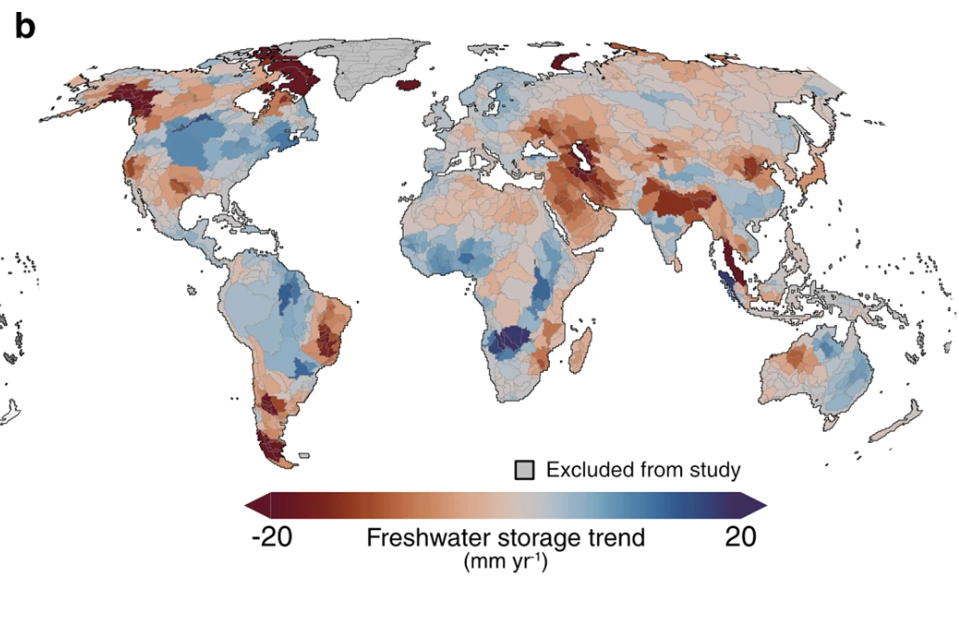 b
Excluded from study
-20 Freshwater storage trend 20
(mm yr⁻¹)